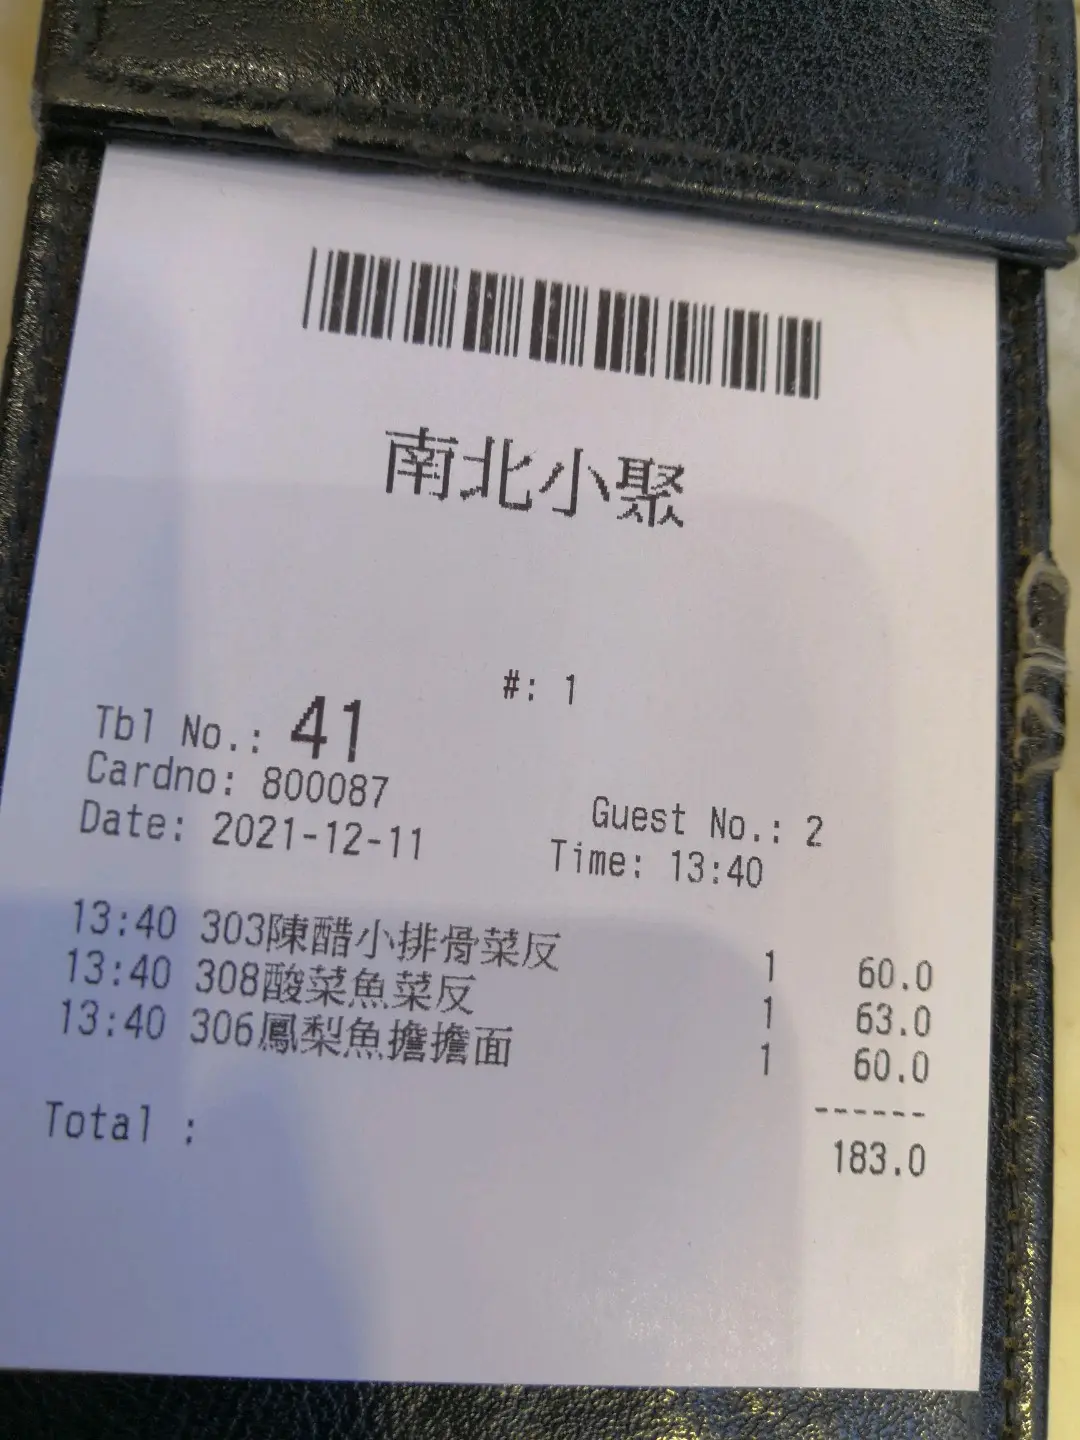 南北小聚
#: 1
Tbl No.: 41
Cardno: 800087
Guest No.: 2
Date: 2021-12-11
Time: 13:40
13:40 303陳醋小排骨菜反 1 60.0
13:40 308酸菜魚菜反 1 63.0
13:40 306鳳梨魚擔擔面 1 60.0
------
Total : 183.0